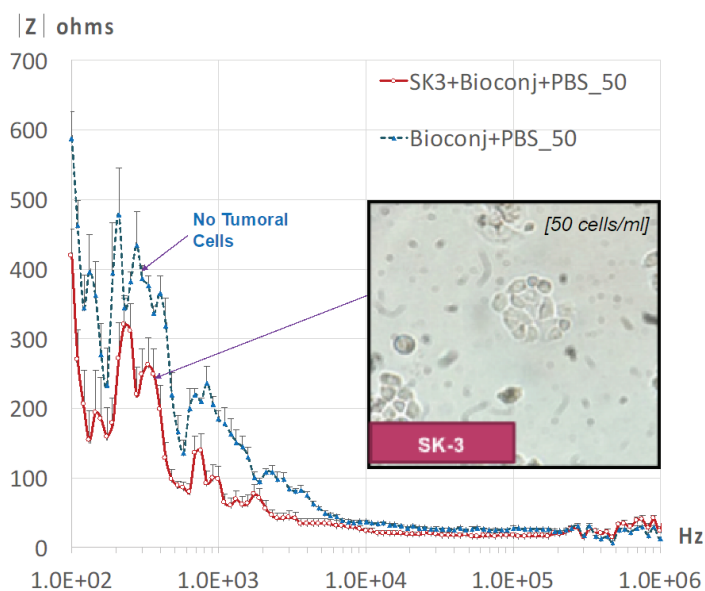 |Z| ohms
700
600
500
400
300
200
100
0
SK3+Bioconj+PBS_50
Bioconj+PBS_50
No Tumoral
Cells
[50 cells/ml]
SK-3
Hz
1.0E+02 1.0E+03 1.0E+04 1.0E+05 1.0E+06